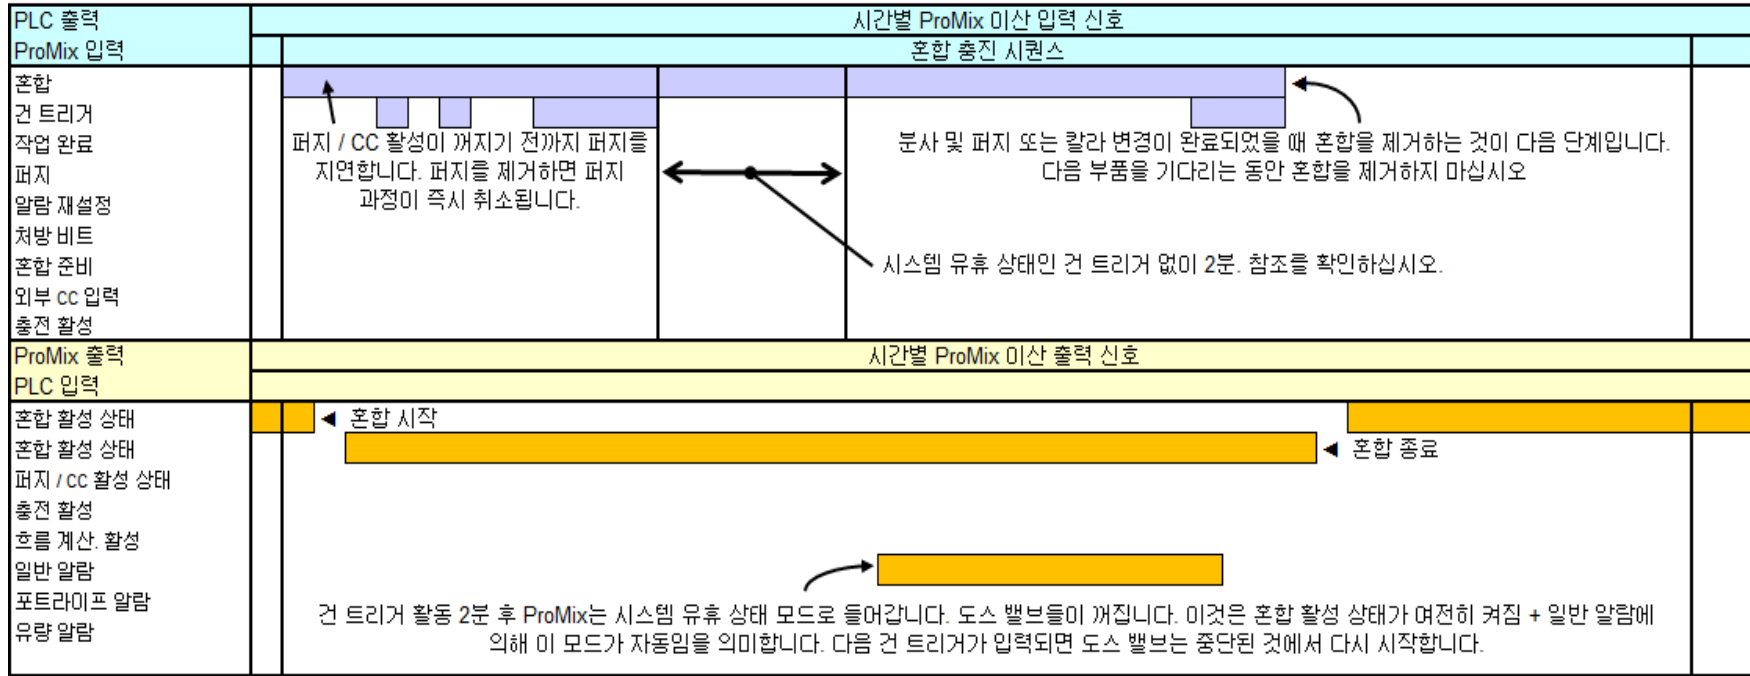 PLC 출력
시간별 ProMix 이산 입력 신호
ProMix 입력
혼합 충진 시퀀스
혼합
건 트리거
작업 완료
퍼지
알람 재설정
처방 비트
혼합 준비
외부 CC 입력
충전 활성
퍼지 / CC 활성이 꺼지기 전까지 퍼지를
지연합니다. 퍼지를 제거하면 퍼지
과정이 즉시 취소됩니다.
분사 및 퍼지 또는 칼라 변경이 완료되었을 때 혼합을 제거하는 것이 다음 단계입니다.
다음 부품을 기다리는 동안 혼합을 제거하지 마십시오
시스템 유휴 상태인 건 트리거 없이 2분. 참조를 확인하십시오.
ProMix 출력
시간별 ProMix 이산 출력 신호
PLC 입력
혼합 활성 상태
혼합 시작
혼합 활성 상태
혼합 종료
퍼지 / CC 활성 상태
충전 활성
흐름 계산. 활성
일반 알람
포트라이프 알람
유량 알람
건 트리거 활동 2분 후 ProMix는 시스템 유휴 상태 모드로 들어갑니다. 도스 밸브들이 꺼집니다. 이것은 혼합 활성 상태가 여전히 켜짐 + 일반 알람에
의해 이 모드가 자동임을 의미합니다. 다음 건 트리거가 입력되면 도스 밸브는 중단된 것에서 다시 시작합니다.